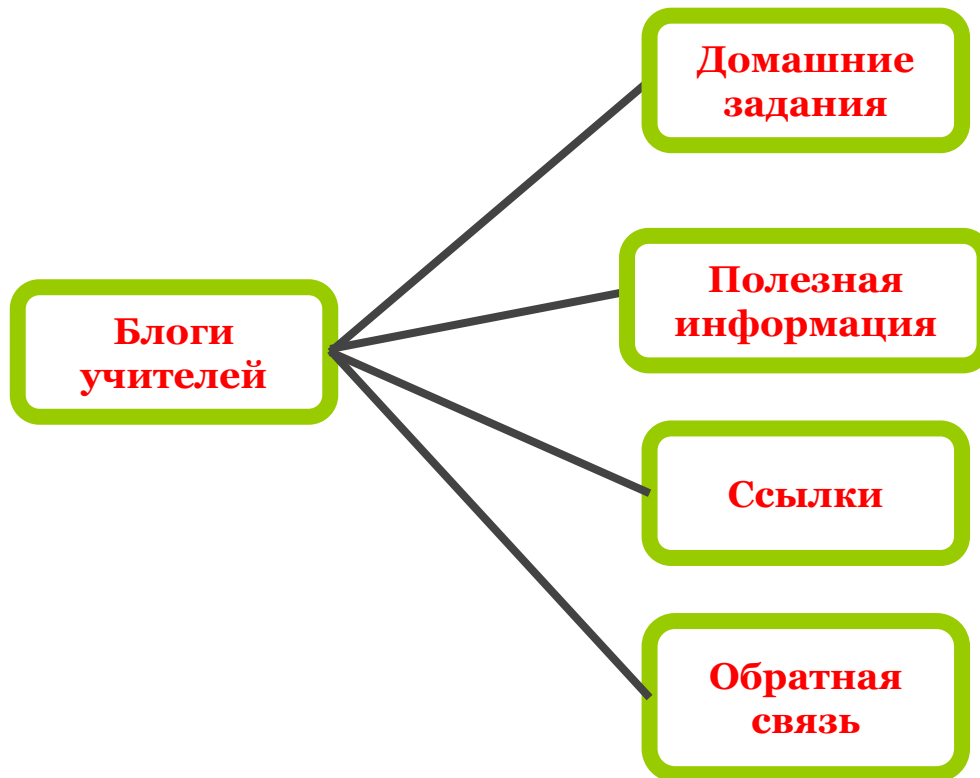 Блоги
учителей
Домашние
задания
Полезная
информация
Ссылки
Обратная
связь